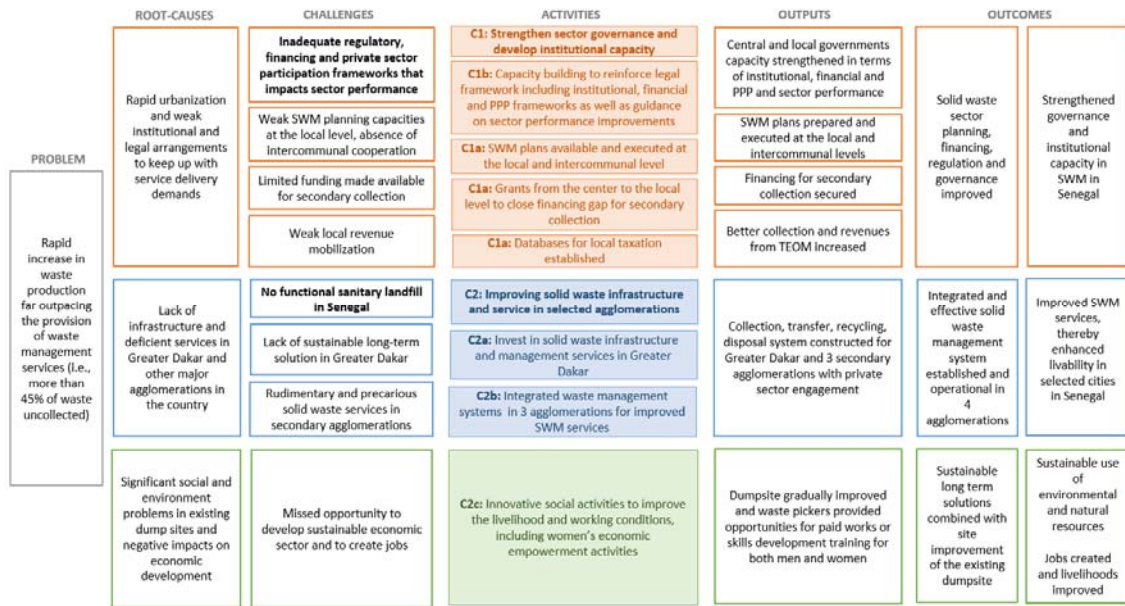 ROOT-CAUSES
CHALLENGES
ACTIVITIES
OUTPUTS
OUTCOMES
PROBLEM
Rapid
increase in
waste
production
far outpacing
the provision
of waste
management
services (i.e.,
more than
45% of waste
uncollected)
Rapid urbanization
and weak
institutional and
legal arrangements
to keep up with
service delivery
demands
Inadequate regulatory,
financing and private sector
participation frameworks that
impacts sector performance
Weak SWM planning capacities
at the local level, absence of
intercommunal cooperation
Limited funding made available
for secondary collection
Weak local revenue
mobilization
C1: Strengthen sector governance and
develop institutional capacity
C1b: Capacity building to reinforce legal
framework including institutional, financial
and PPP frameworks as well as guidance
on sector performance improvements
C1a: SWM plans available and executed at
the local and intercommunal level
C1a: Grants from the center to the local
level to close financing gap for secondary
collection
C1a: Databases for local taxation
established
Central and local governments
capacity strengthened in terms
of institutional, financial and
PPP and sector performance
SWM plans prepared and
executed at the local and
intercommunal levels
Financing for secondary
collection secured
Better collection and revenues
from TEOM increased
Solid waste
sector
planning,
financing,
regulation and
governance
improved
Strengthened
governance
and
institutional
capacity in
SWM in
Senegal
Lack of
infrastructure and
deficient services in
Greater Dakar and
other major
agglomerations in
the country
No functional sanitary landfill
in Senegal
Lack of sustainable long-term
solution in Greater Dakar
Rudimentary and precarious
solid waste services in
secondary agglomerations
C2: Improving solid waste infrastructure
and service in selected agglomerations
C2a: Invest in solid waste infrastructure
and management services in Greater
Dakar
C2b: Integrated waste management
systems in 3 agglomerations for improved
SWM services
Collection, transfer, recycling,
disposal system constructed for
Greater Dakar and 3 secondary
agglomerations with private
sector engagement
Integrated and
effective solid
waste
management
system
established and
operational in
4
agglomerations
Improved SWM
services,
thereby
enhanced
livability in
selected cities
in Senegal
Significant social and
environment
problems in existing
dump sites and
negative impacts on
economic
development
Missed opportunity to
develop sustainable economic
sector and to create jobs
C2c: Innovative social activities to improve
the livelihood and working conditions,
including women's economic
empowerment activities
Dumpsite gradually improved
and waste pickers provided
opportunities for paid works or
skills development training for
both men and women
Sustainable
long term
solutions
combined with
site
improvement
of the existing
dumpsite
Sustainable use
of
environmental
and natural
resources
Jobs created
and livelihoods
Improved